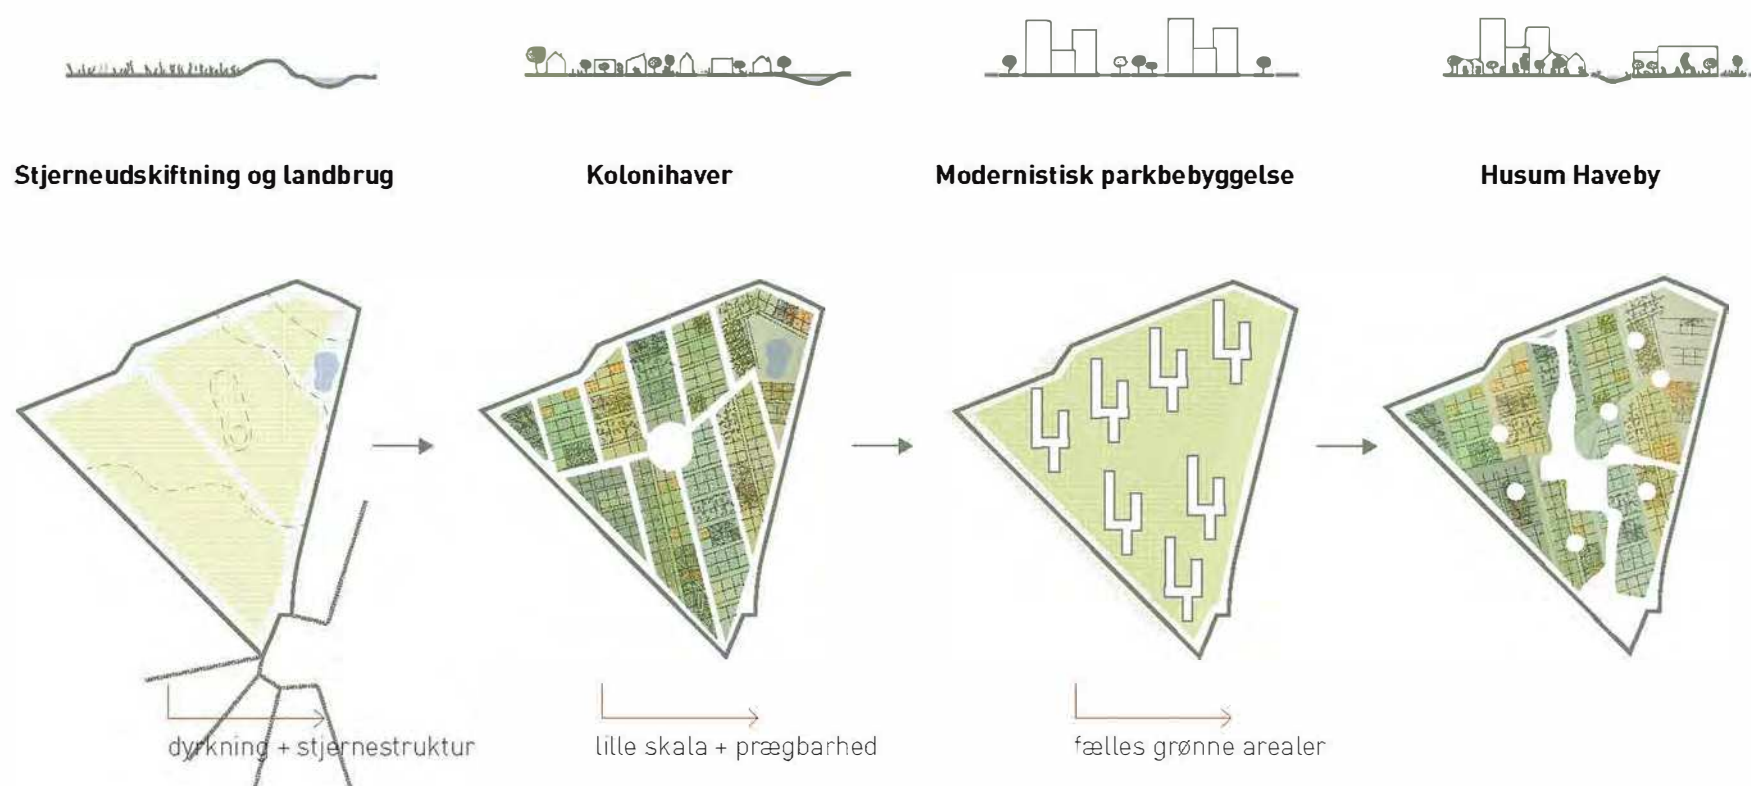 Stjerneudskiftning og landbrug
Kolonihaver
Modernistisk parkbebyggelse
Husum Haveby
dyrkning + stjernestruktur
lille skala + prægbarhed
fælles grønne arealer